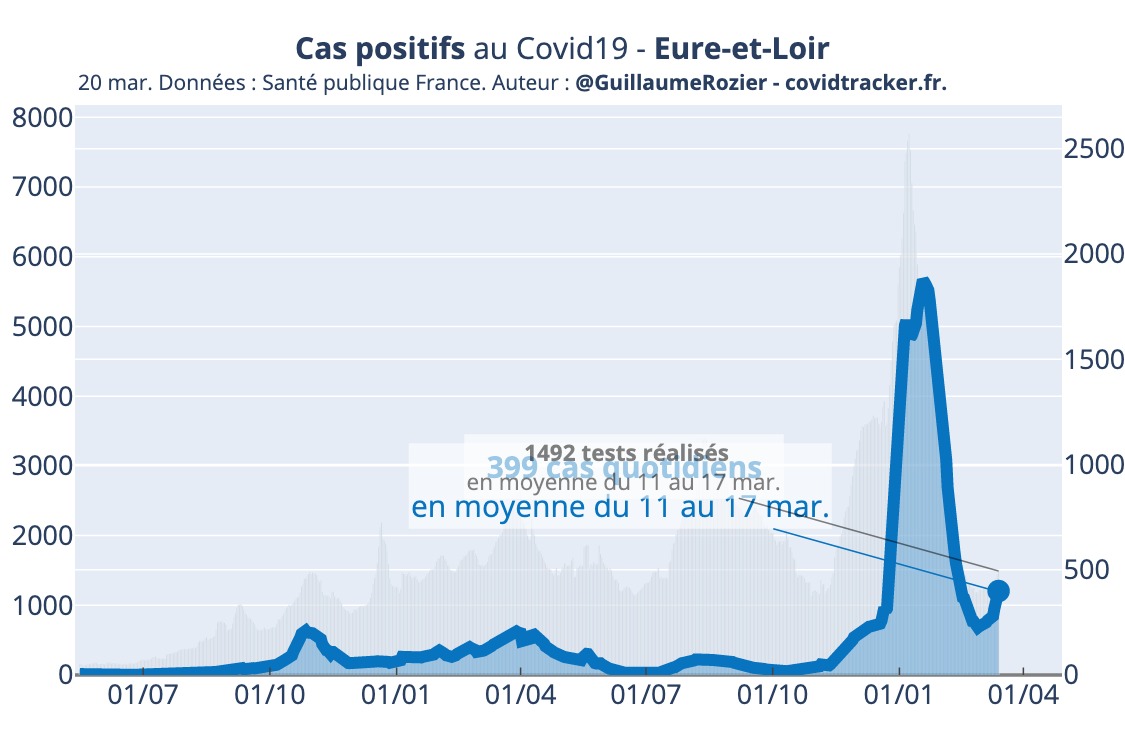 Cas positifs au Covid19 - Eure-et-Loir
20 mar. Données : Santé publique France. Auteur : @GuillaumeRozier - covidtracker.fr.
8000
7000
6000
5000
4000
3000
2000
1000
0
2500
2000
1500
1000
500
0
1492 tests réalisés
en moyenne du 11 au 17 mar.
399 cas quotidiens
en moyenne du 11 au 17 mar.
01/07 01/10 01/01 01/04 01/07 01/10 01/01 01/04